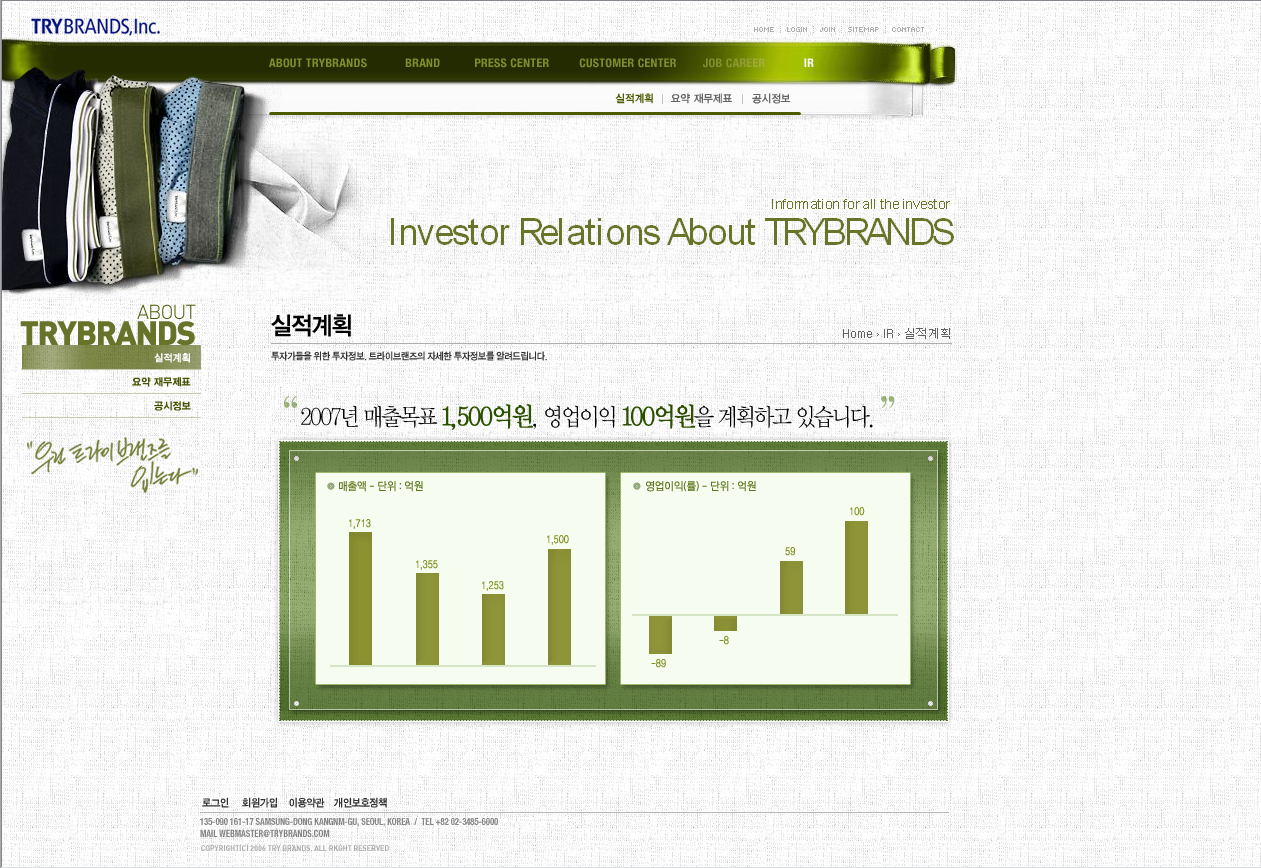 TRYBRANDS,Inc.
HOME LOGIN JOIN SITEMAP CONTACT
ABOUT TRYBRANDS BRAND PRESS CENTER CUSTOMER CENTER JOB CAREER IR
실적계획 | 요약 재무제표 | 공시정보
Information for all the investor
Investor Relations About TRYBRANDS
ABOUT
TRYBRANDS
실적계획
요약 재무제표
공시정보
"우린 트라이브랜즈를
입는다"
실적계획
Home › IR › 실적계획
투자가들을 위한 투자정보. 트라이브랜즈의 자세한 투자정보를 알려드립니다.
“2007년 매출목표 1,500억원, 영업이익 100억원을 계획하고 있습니다.”
매출액 - 단위 : 억원
1,713
1,355
1,253
1,500
영업이익(률) - 단위 : 억원
-89
-8
59
100
로그인 회원가입 이용약관 개인보호정책
135-090 161-17 SAMSUNG-DONG KANGNM-GU, SEOUL, KOREA / TEL +82 02-3485-6000
MAIL WEBMASTER@TRYBRANDS.COM
COPYRIGHT(C) 2006 TRY BRANDS, ALL RKGHT RESERVED